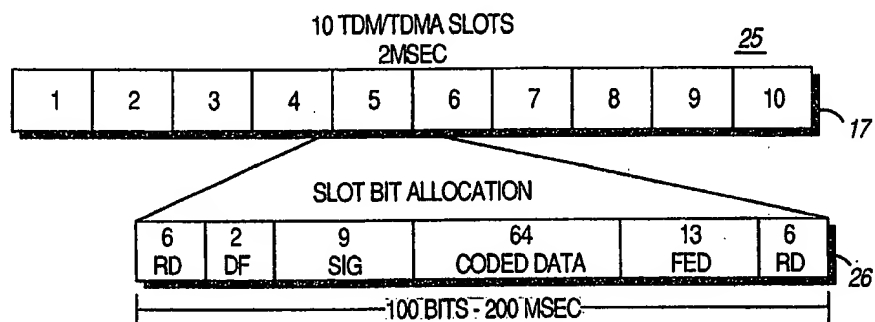 10 TDM/TDMA SLOTS
2MSEC
25
1 2 3 4 5 6 7 8 9 10
17
SLOT BIT ALLOCATION
6 2 9 64 13 6
RD DF SIG CODED DATA FED RD
26
100 BITS - 200 MSEC